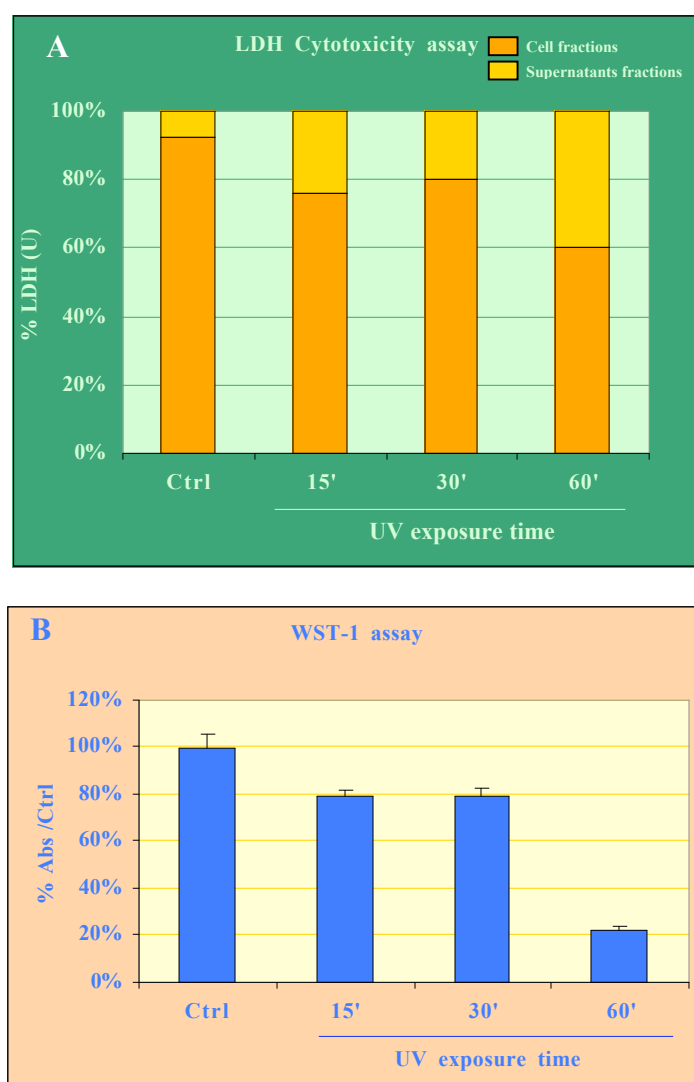 A
LDH Cytotoxicity assay
Cell fractions
Supernatants fractions
% LDH (U)
100%
80%
60%
40%
20%
0%
Ctrl 15' 30' 60'
UV exposure time
B
WST-1 assay
% Abs /Ctrl
120%
100%
80%
60%
40%
20%
0%
Ctrl 15' 30' 60'
UV exposure time